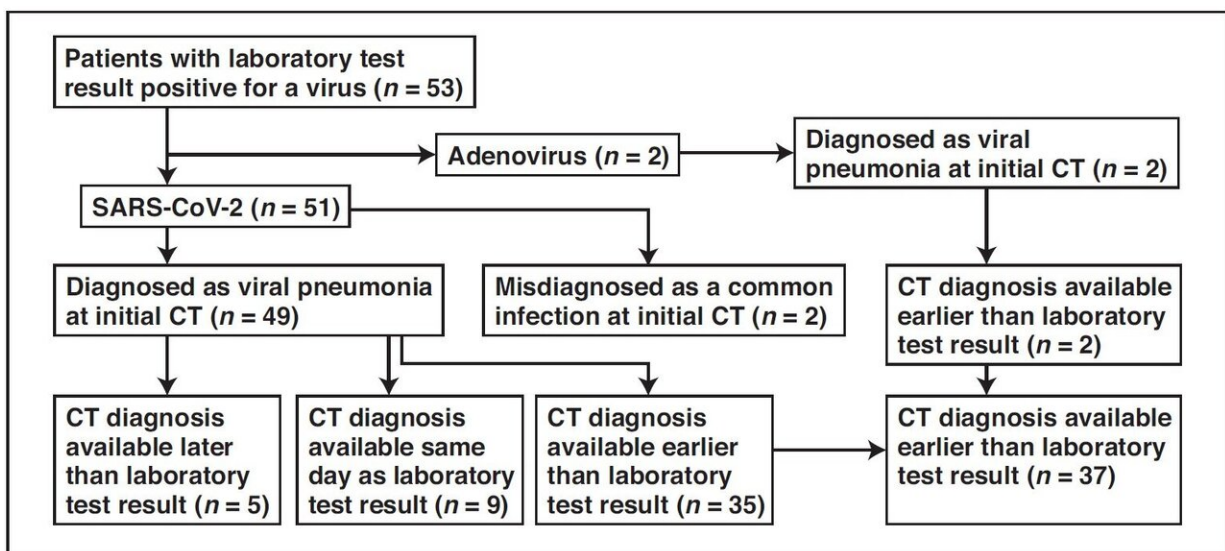 Patients with laboratory test
result positive for a virus (n = 53)
Adenovirus (n = 2)
Diagnosed as viral
pneumonia at initial CT (n = 2)
SARS-CoV-2 (n = 51)
Diagnosed as viral pneumonia
at initial CT (n = 49)
Misdiagnosed as a common
infection at initial CT (n = 2)
CT diagnosis available
earlier than laboratory
test result (n = 2)
CT diagnosis
available later
than laboratory
test result (n = 5)
CT diagnosis
available same
day as laboratory
test result (n = 9)
CT diagnosis
available earlier
than laboratory
test result (n = 35)
CT diagnosis available
earlier than laboratory
test result (n = 37)